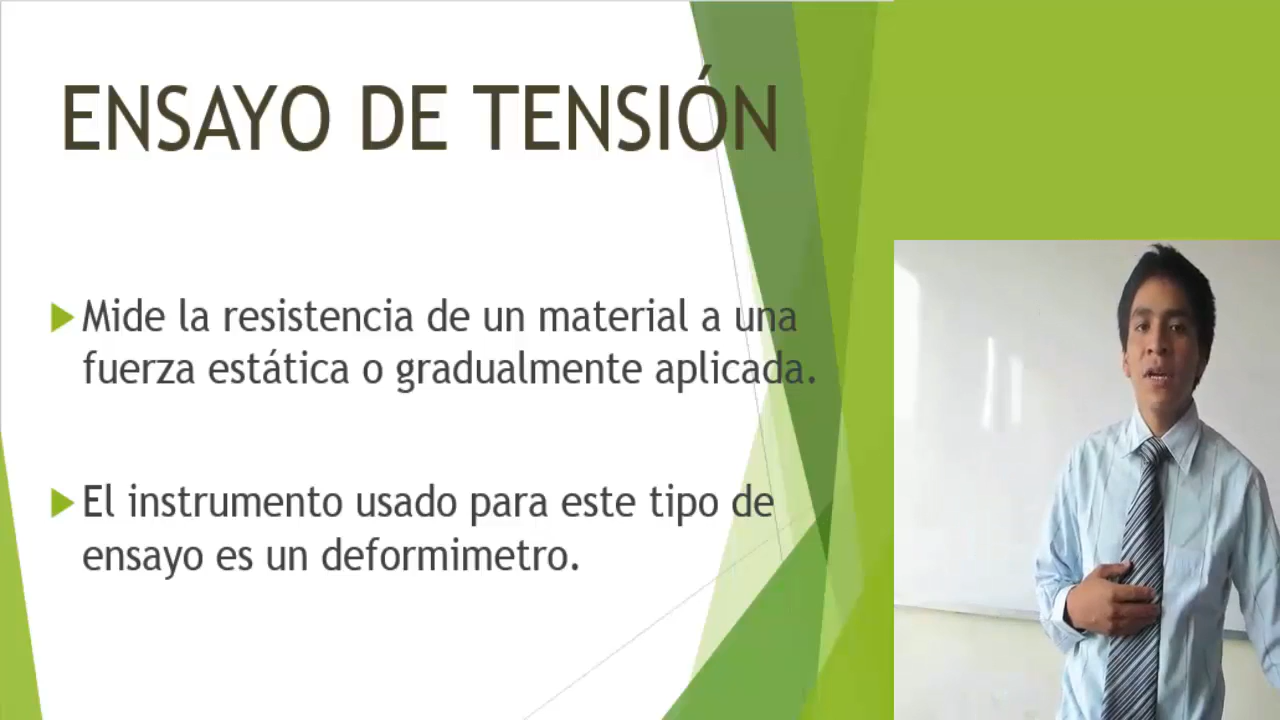 ENSAYO DE TENSIÓN
Mide la resistencia de un material a una
fuerza estática o gradualmente aplicada.
El instrumento usado para este tipo de
ensayo es un deformimetro.